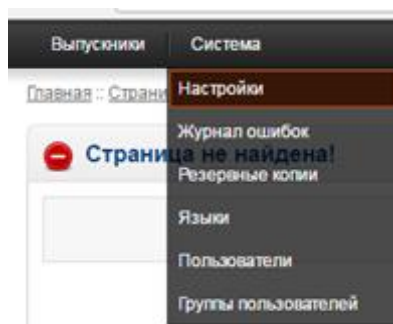 Выпускники Система
Главная :: Страни
Настройки
Журнал ошибок
Страница не найдена!
Резервные копии
Языки
Пользователи
Группы пользователей